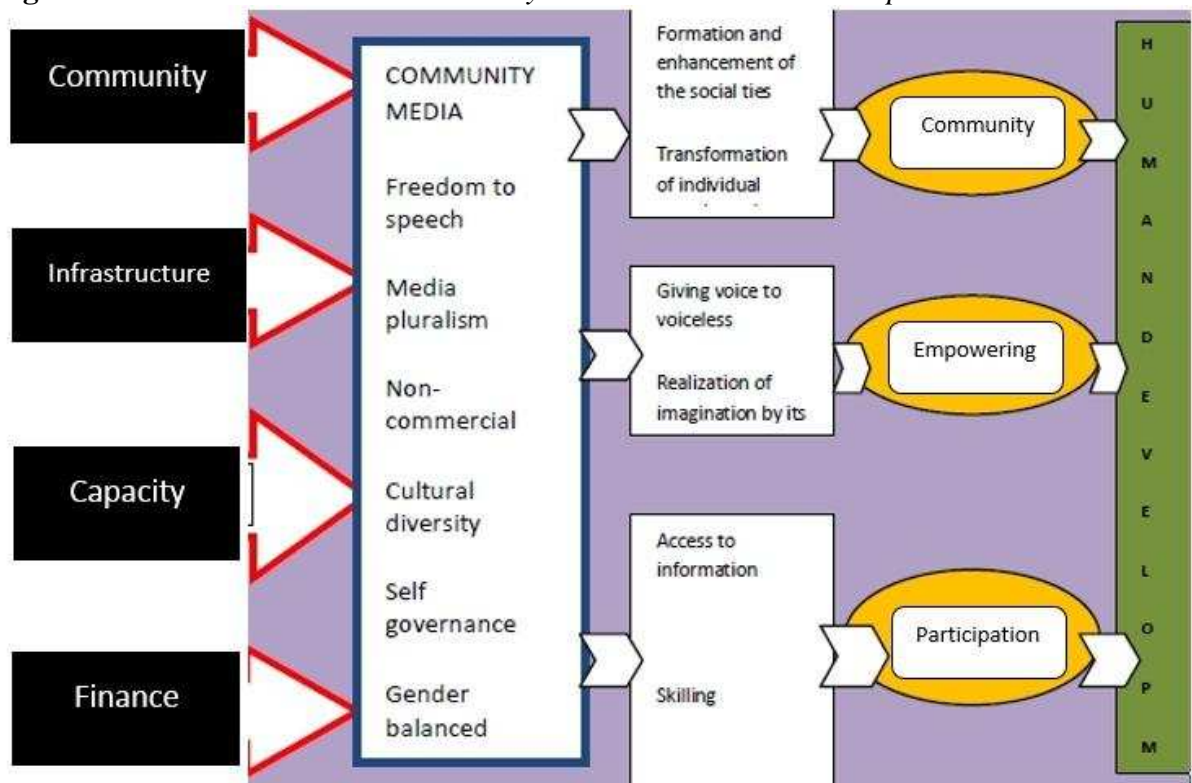 Community
Infrastructure
Capacity
Finance
COMMUNITY
MEDIA
Freedom to
speech
Media
pluralism
Non-
commercial
Cultural
diversity
Self
governance
Gender
balanced
Formation and
enhancement of
the social ties
Transformation
of individual
Giving voice to
voiceless
Realization of
imagination by its
Access to
information
Skilling
Community
Empowering
Participation
H
U
M
A
N
D
E
V
E
L
O
P
M